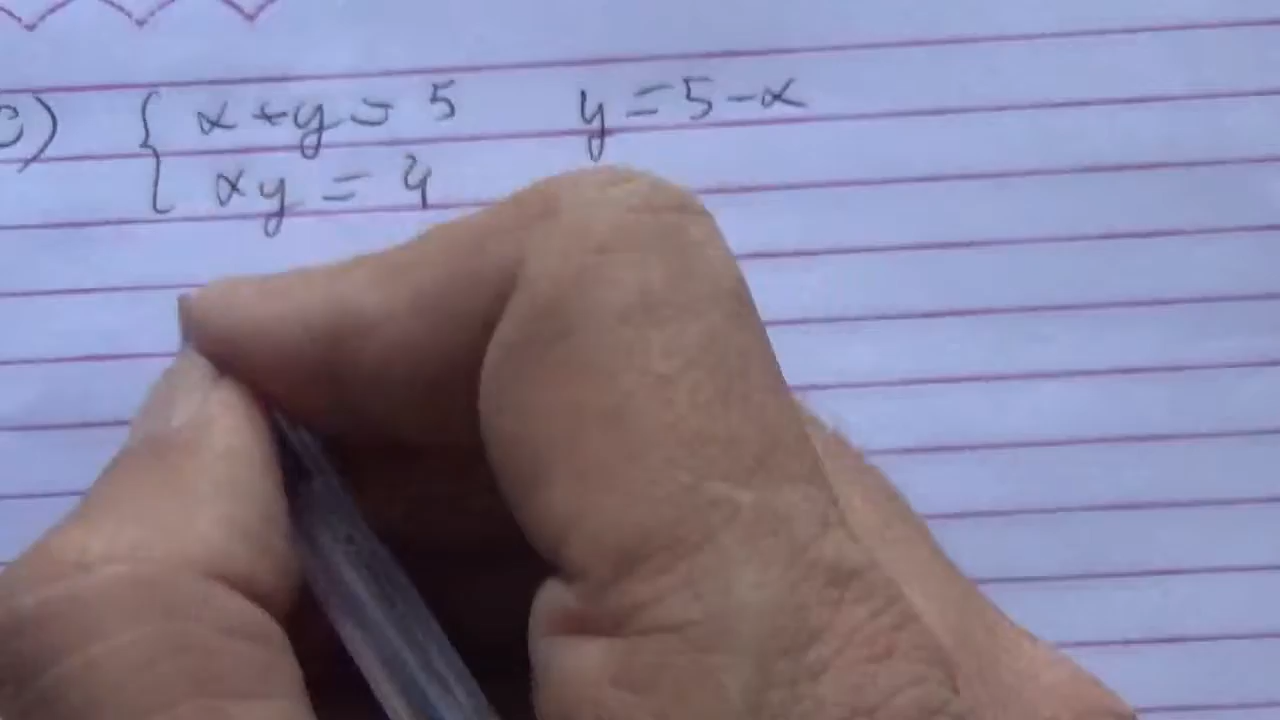 c) { x + y = 5 y = 5 - x
xy = 4